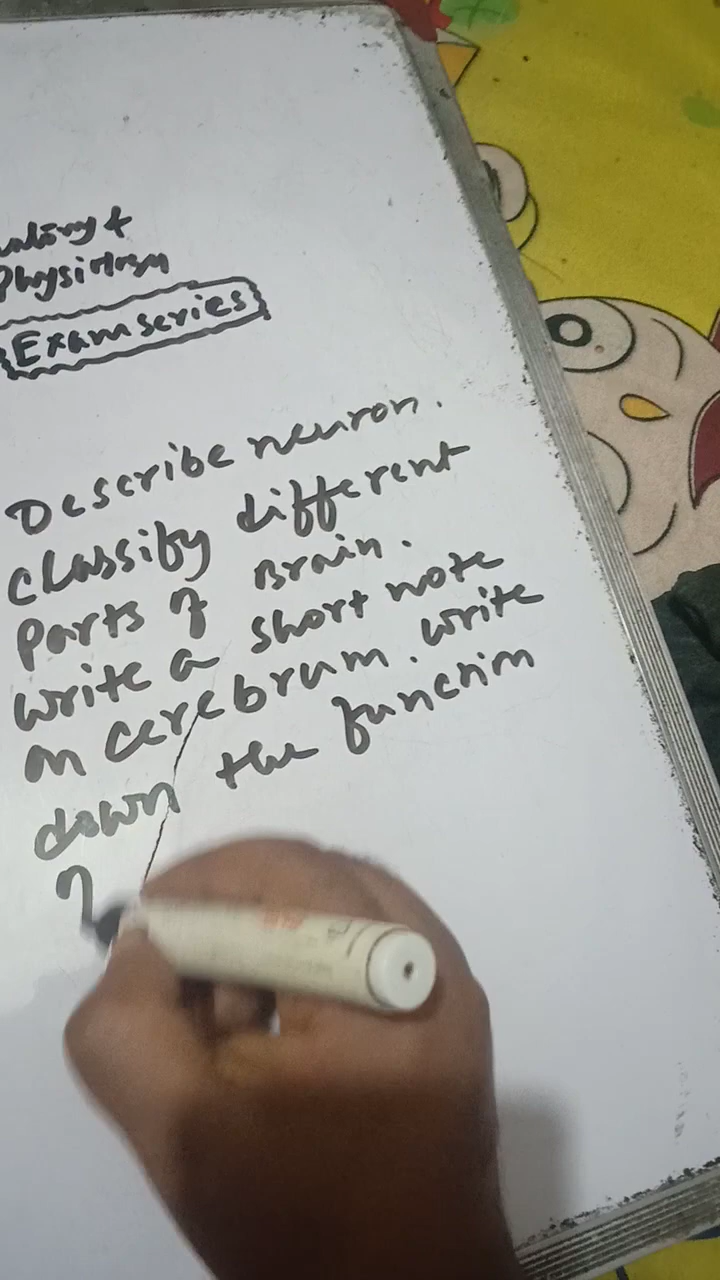 Physiology
Exam series
Describe neuron.
classify different
parts of Brain.
write a short note
on cerebrum. write
down the function